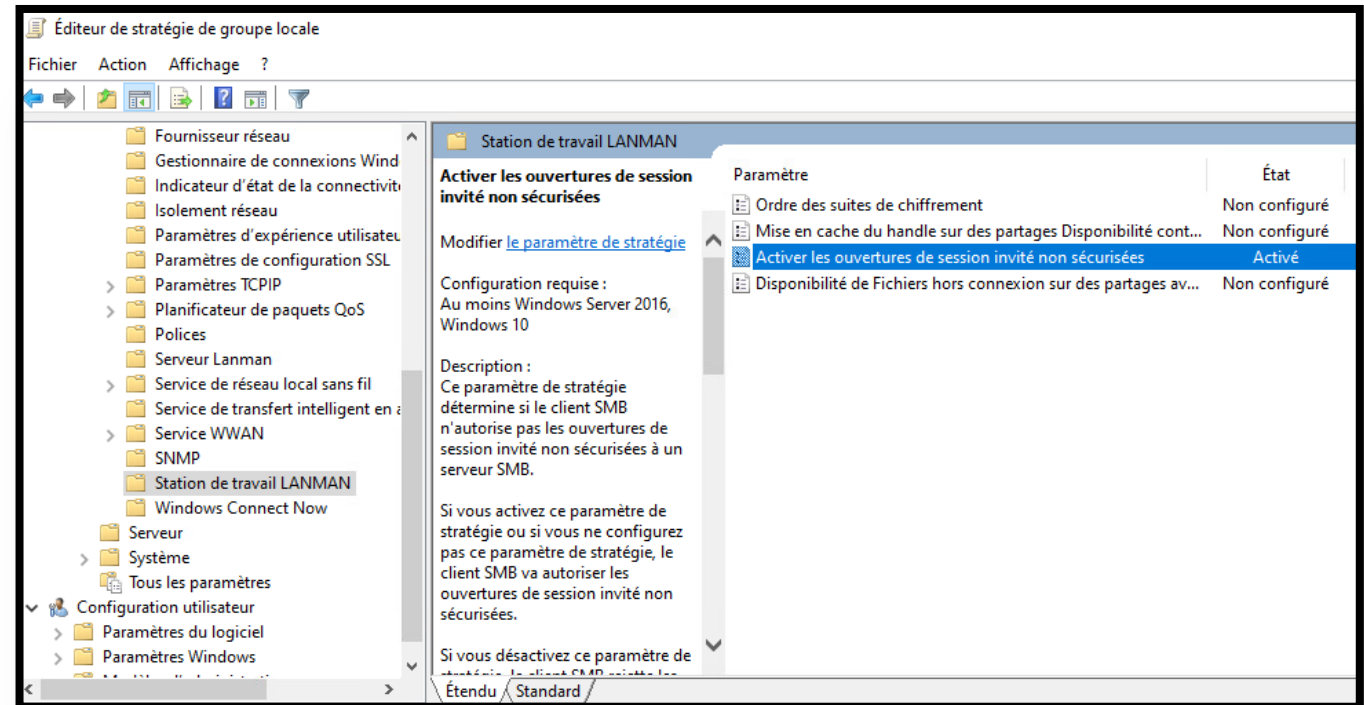 Éditeur de stratégie de groupe locale
Fichier Action Affichage ?
Fournisseur réseau
Gestionnaire de connexions Wind
Indicateur d'état de la connectivit
Isolement réseau
Paramètres d'expérience utilisateu
Paramètres de configuration SSL
Paramètres TCPIP
Planificateur de paquets QoS
Polices
Serveur Lanman
Service de réseau local sans fil
Service de transfert intelligent en a
Service WWAN
SNMP
Station de travail LANMAN
Windows Connect Now
Serveur
Système
Tous les paramètres
Configuration utilisateur
Paramètres du logiciel
Paramètres Windows
Station de travail LANMAN
Activer les ouvertures de session
invité non sécurisées
Modifier le paramètre de stratégie
Configuration requise :
Au moins Windows Server 2016,
Windows 10
Description :
Ce paramètre de stratégie
détermine si le client SMB
n'autorise pas les ouvertures de
session invité non sécurisées à un
serveur SMB.
Si vous activez ce paramètre de
stratégie ou si vous ne configurez
pas ce paramètre de stratégie, le
client SMB va autoriser les
ouvertures de session invité non
sécurisées.
Si vous désactivez ce paramètre de
Paramètre État
Ordre des suites de chiffrement Non configuré
Mise en cache du handle sur des partages Disponibilité cont... Non configuré
Activer les ouvertures de session invité non sécurisées Activé
Disponibilité de Fichiers hors connexion sur des partages av... Non configuré
Étendu Standard